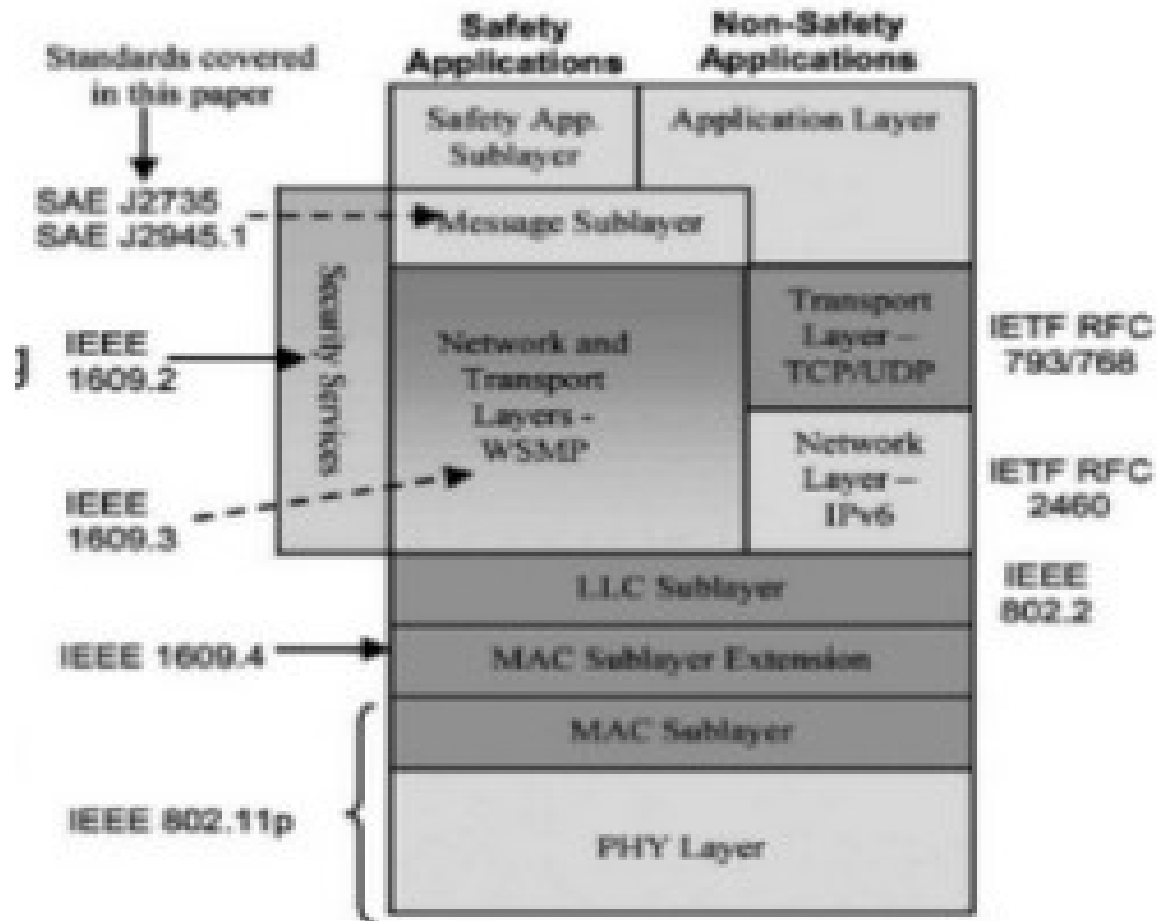 Safety
Applications
Non-Safety
Applications
Standards covered
in this paper
Safety App.
Sublayer
Application Layer
SAE J2735
SAE J2945.1
Message Sublayer
Security Services
IEEE
1609.2
Network and
Transport
Layers -
WSMP
Transport
Layer –
TCP/UDP
IETF RFC
793/768
IEEE
1609.3
Network
Layer –
IPv6
IETF RFC
2460
LLC Sublayer
IEEE
802.2
IEEE 1609.4
MAC Sublayer Extension
MAC Sublayer
IEEE 802.11p
PHY Layer